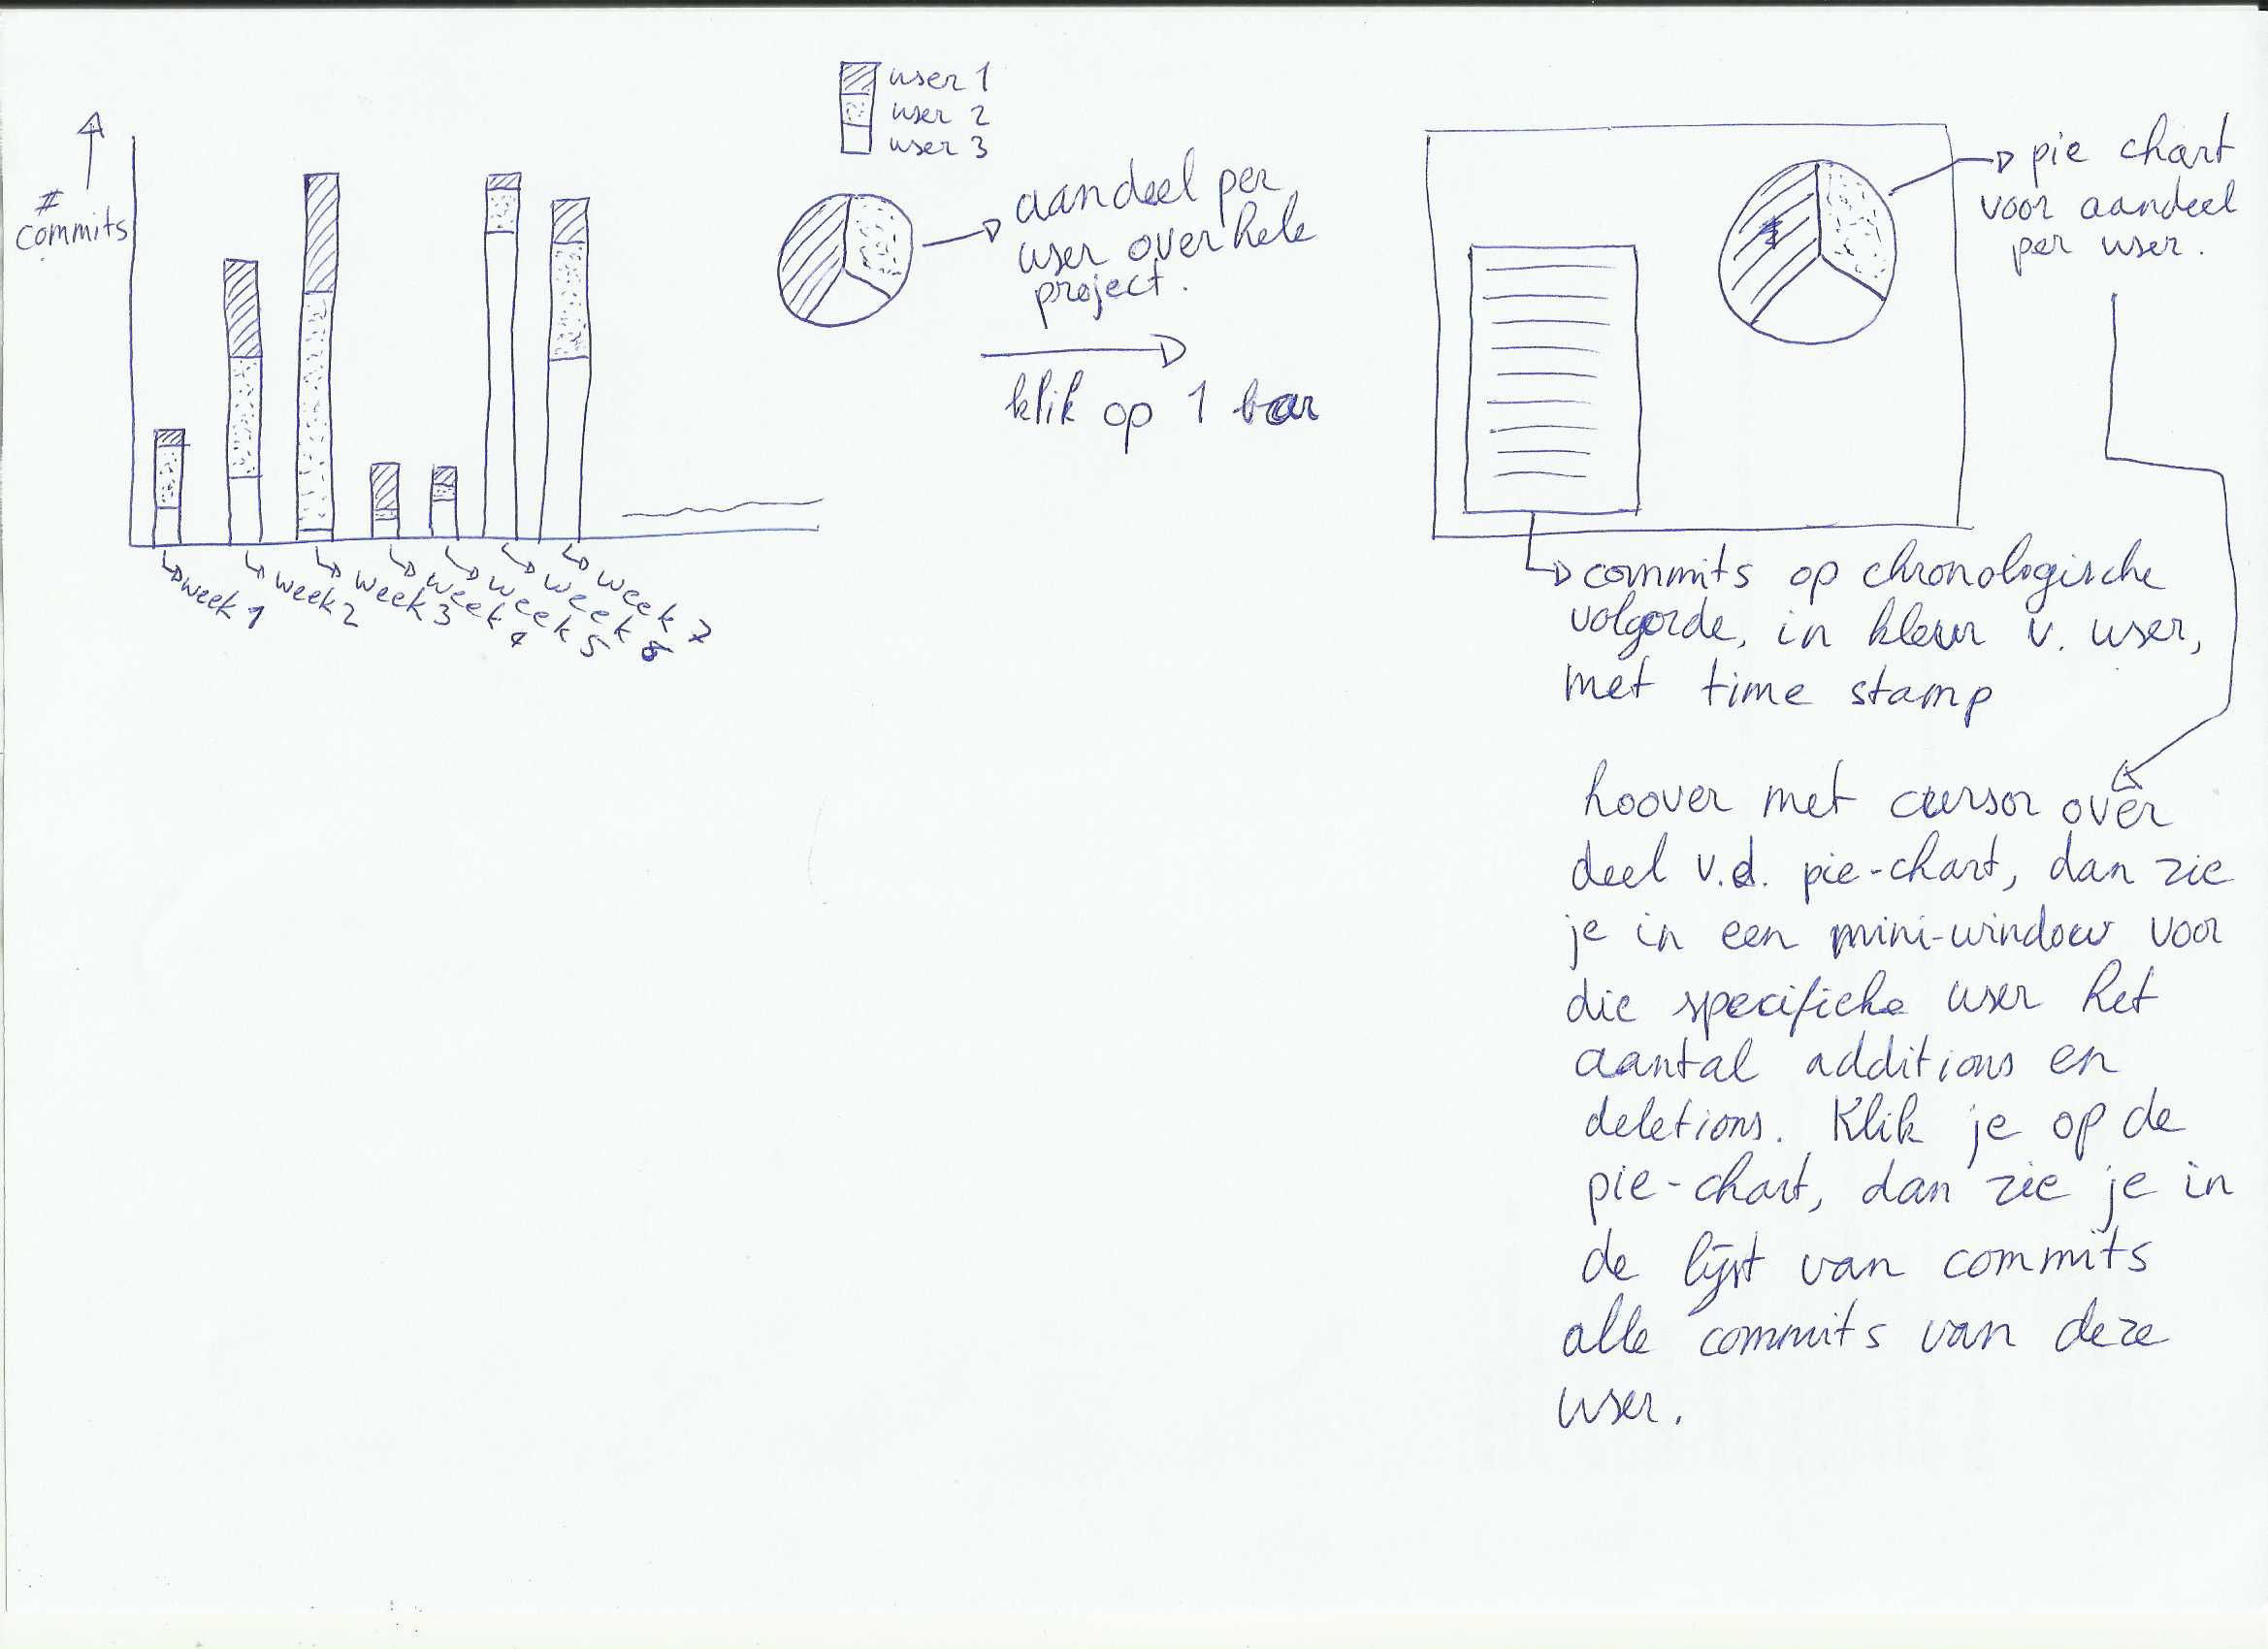 user 1
user 2
user 3
#
commits
aandeel per
user over hele
project.
klik op 1 bar
week 1
week 2
week 3
week 4
week 5
week 6
week 7
pie chart
voor aandeel
per user.
commits op chronologische
volgorde, in kleur v. user,
met time stamp
hoover met cursor over
deel v.d. pie-chart, dan zie
je in een mini-window voor
die specifieke user het
aantal additions en
deletions. Klik je op de
pie-chart, dan zie je in
de lijst van commits
alle commits van deze
user.